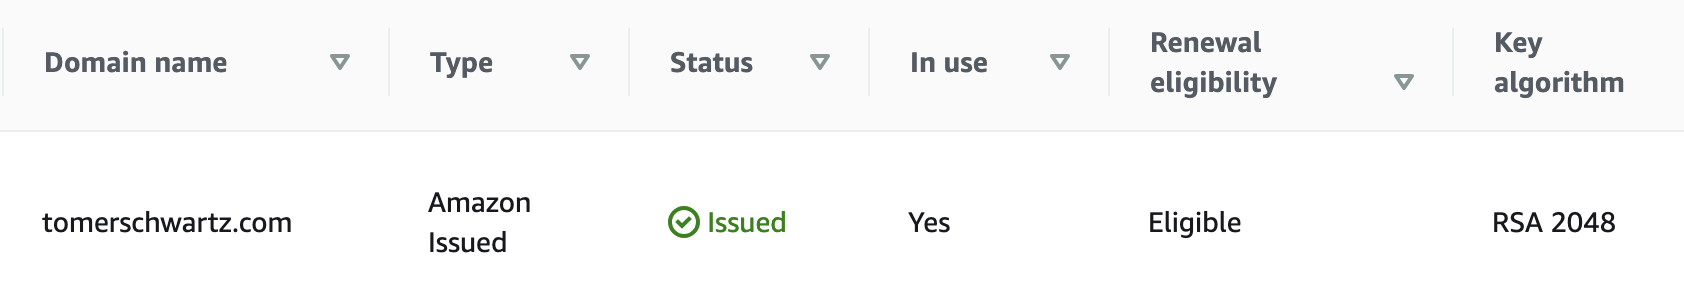 Domain name
Type
Status
In use
Renewal
eligibility
Key
algorithm
tomerschwartz.com
Amazon
Issued
Issued
Yes
Eligible
RSA 2048